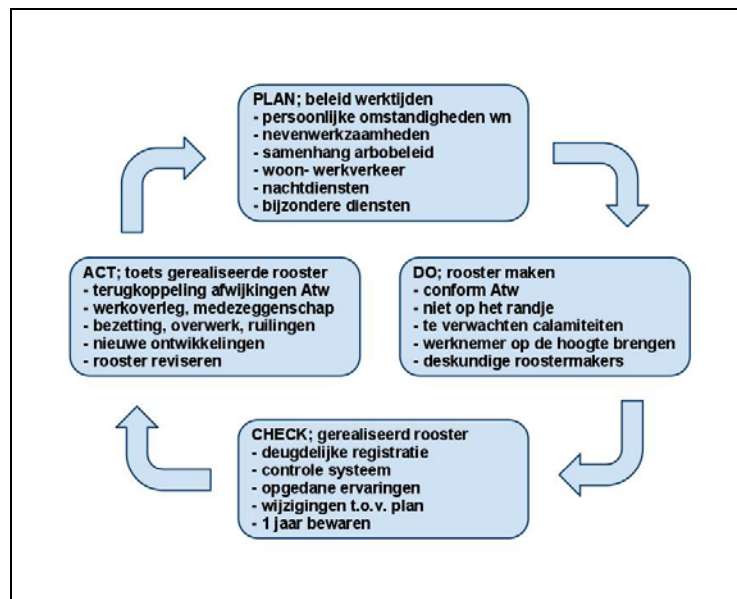 PLAN; beleid werktijden
- persoonlijke omstandigheden wn
- nevenwerkzaamheden
- samenhang arbobeleid
- woon- werkverkeer
- nachtdiensten
- bijzondere diensten
DO; rooster maken
- conform Atw
- niet op het randje
- te verwachten calamiteiten
- werknemer op de hoogte brengen
- deskundige roostermakers
CHECK; gerealiseerd rooster
- deugdelijke registratie
- controle systeem
- opgedane ervaringen
- wijzigingen t.o.v. plan
- 1 jaar bewaren
ACT; toets gerealiseerde rooster
- terugkoppeling afwijkingen Atw
- werkoverleg, medezeggenschap
- bezetting, overwerk, ruilingen
- nieuwe ontwikkelingen
- rooster reviseren